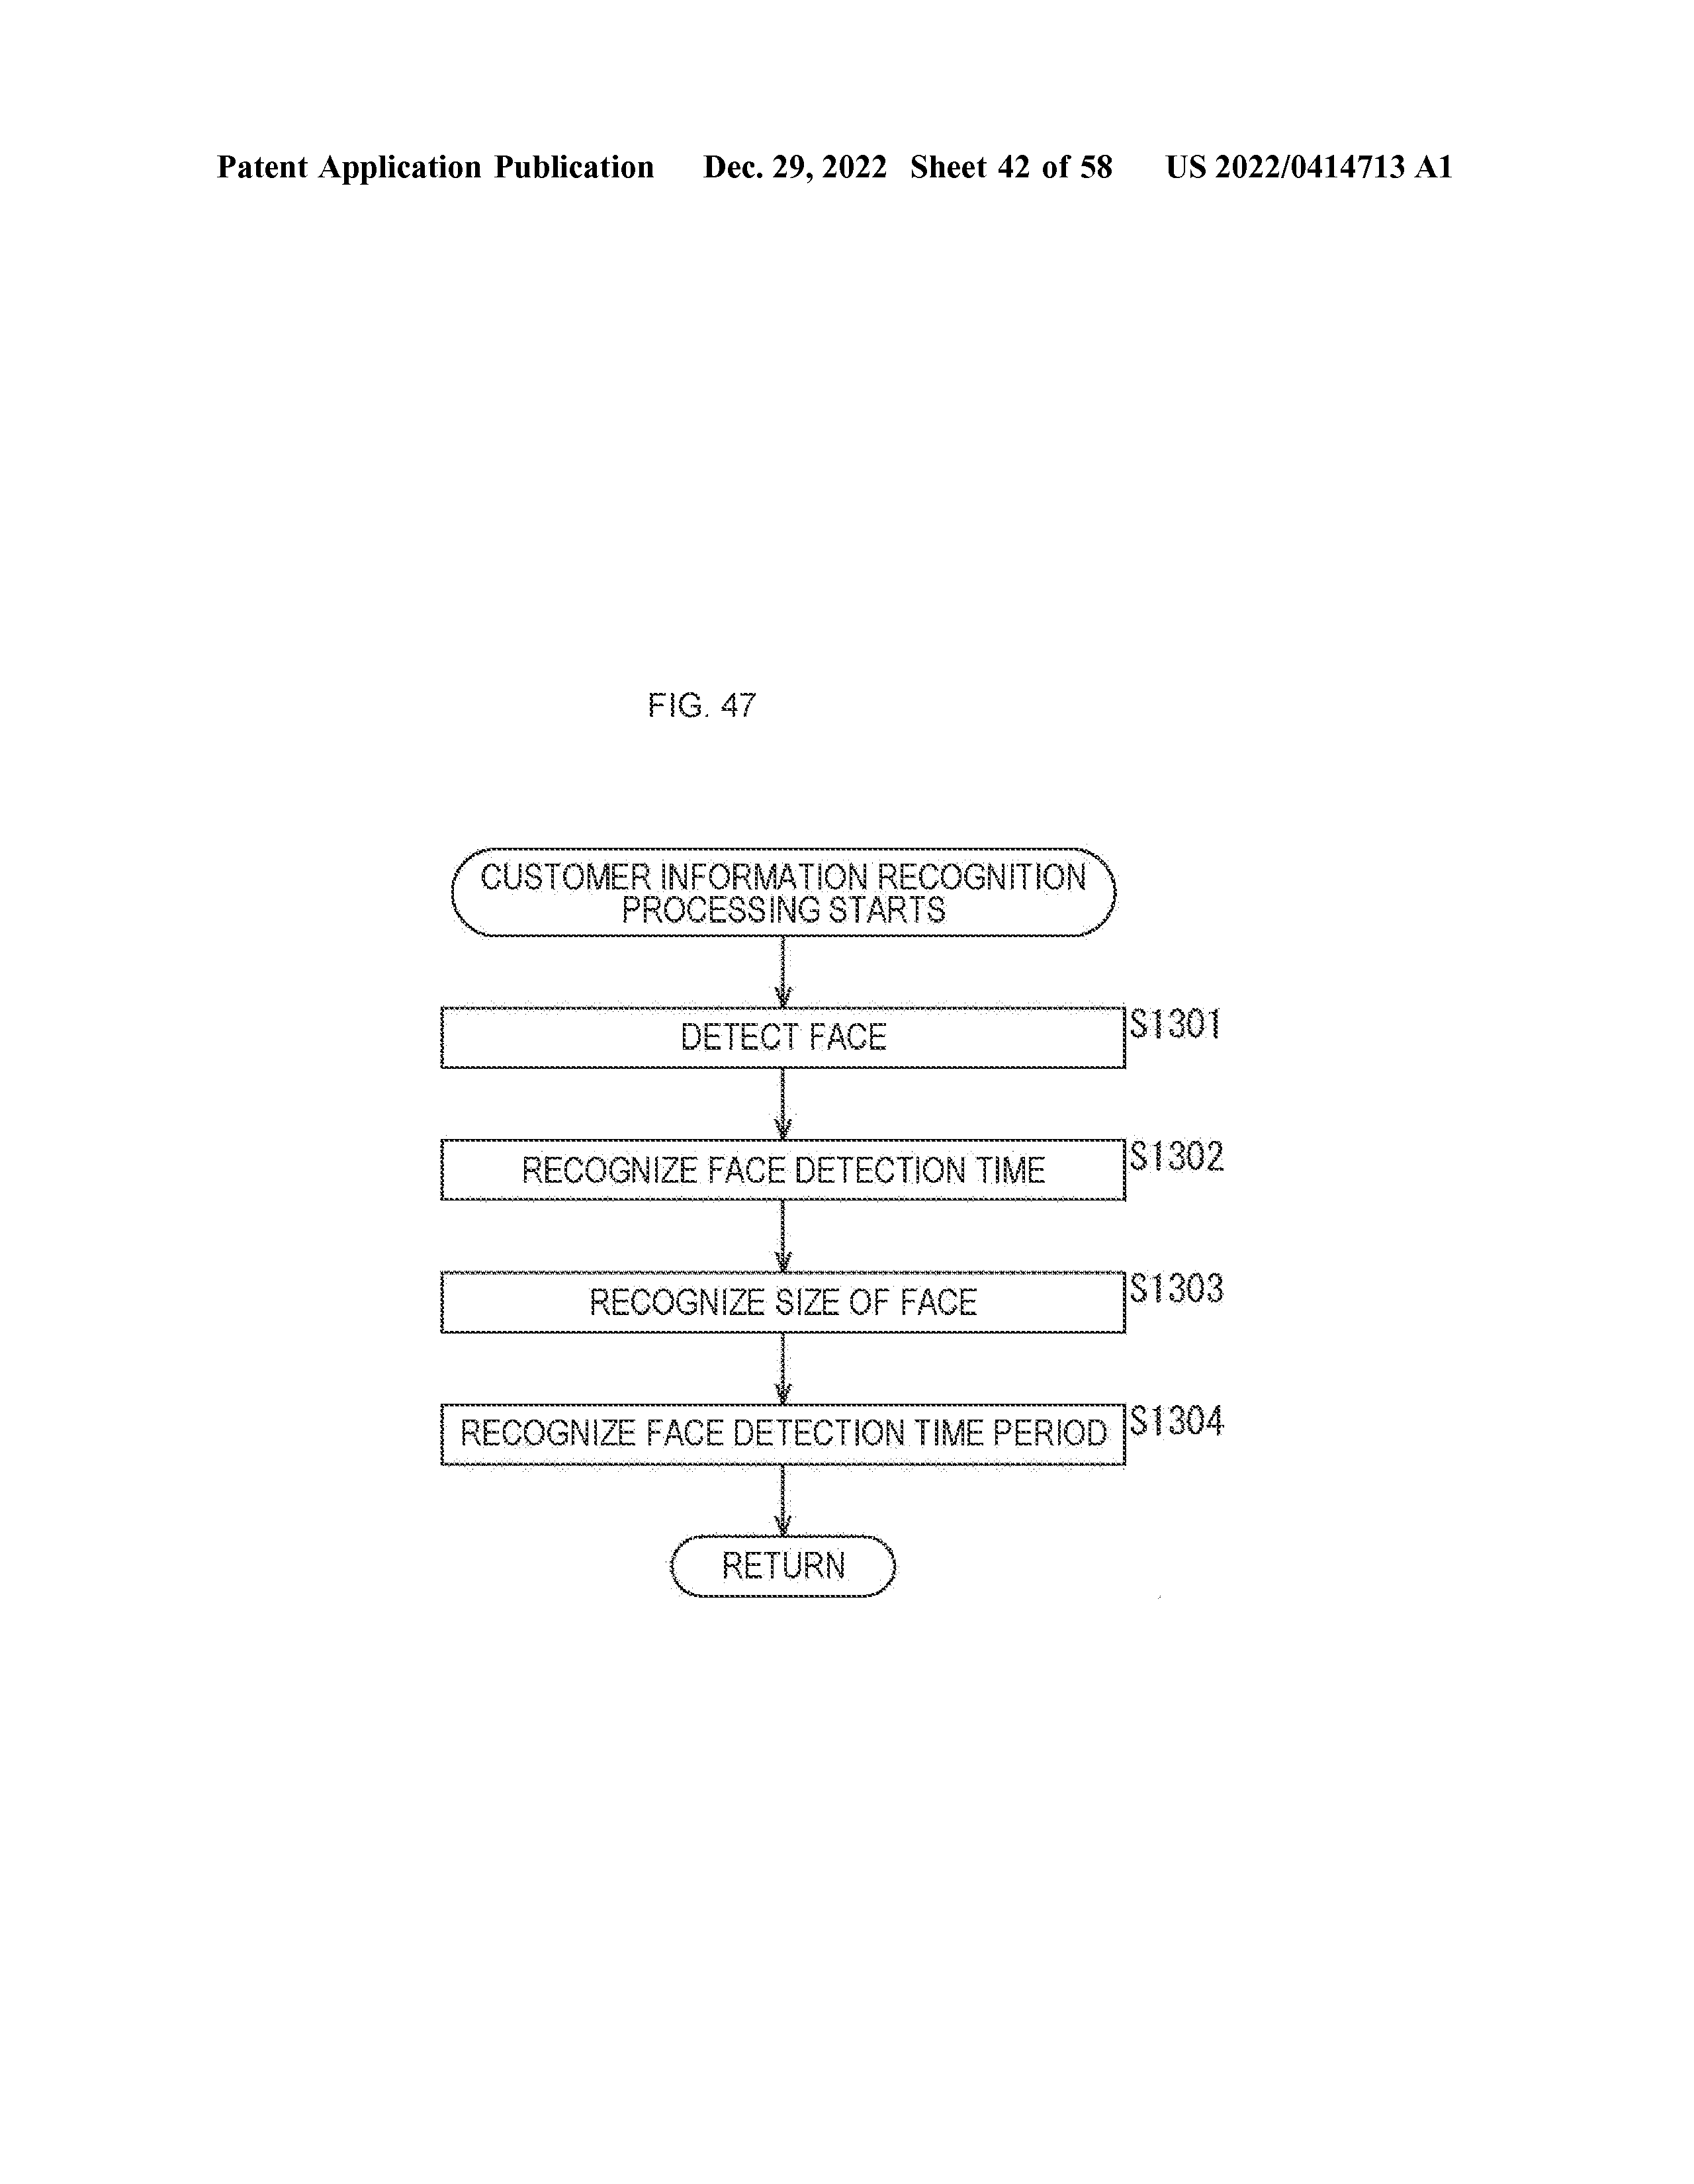 Patent Application Publication Dec. 29, 2022 Sheet 42 of 58 US 2022/0414713 A1
FIG. 47
CUSTOMER INFORMATION RECOGNITION
PROCESSING STARTS
S1301
DETECT FACE
S1302
RECOGNIZE FACE DETECTION TIME
S1303
RECOGNIZE SIZE OF FACE
S1304
RECOGNIZE FACE DETECTION TIME PERIOD
RETURN